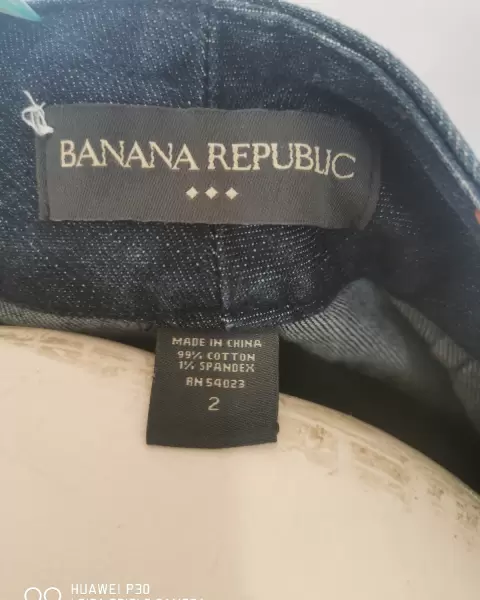 BANANA REPUBLIC
MADE IN CHINA
99% COTTON
1% SPANDEX
RN 54023
2
HUAWEI P30